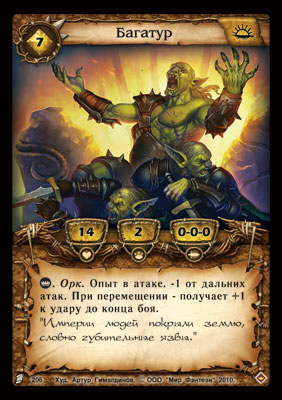 7
Багатур
14
2
0-0-0
. Орк. Опыт в атаке. -1 от дальних
атак. При перемещении - получает +1
к удару до конца боя.
"Империи людей покрыли землю,
словно губительные язвы."
206
Худ. Артур Гималдинов. © ООО "Мир Фэнтези" 2010.